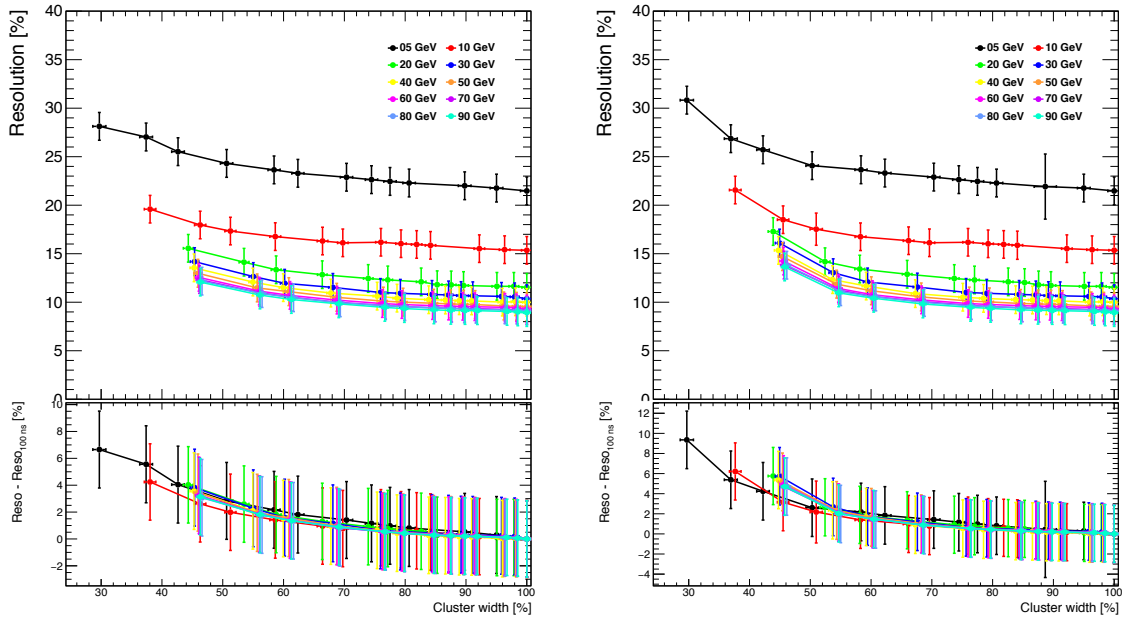 Resolution [%]
40
35
30
25
20
15
10
5
0
05 GeV 10 GeV
20 GeV 30 GeV
40 GeV 50 GeV
60 GeV 70 GeV
80 GeV 90 GeV
Reso - Reso100 ns [%]
10
8
6
4
2
0
−2
30 40 50 60 70 80 90 100
Cluster width [%]
Resolution [%]
40
35
30
25
20
15
10
5
0
05 GeV 10 GeV
20 GeV 30 GeV
40 GeV 50 GeV
60 GeV 70 GeV
80 GeV 90 GeV
Reso - Reso100 ns [%]
12
10
8
6
4
2
0
−2
−4
30 40 50 60 70 80 90 100
Cluster width [%]